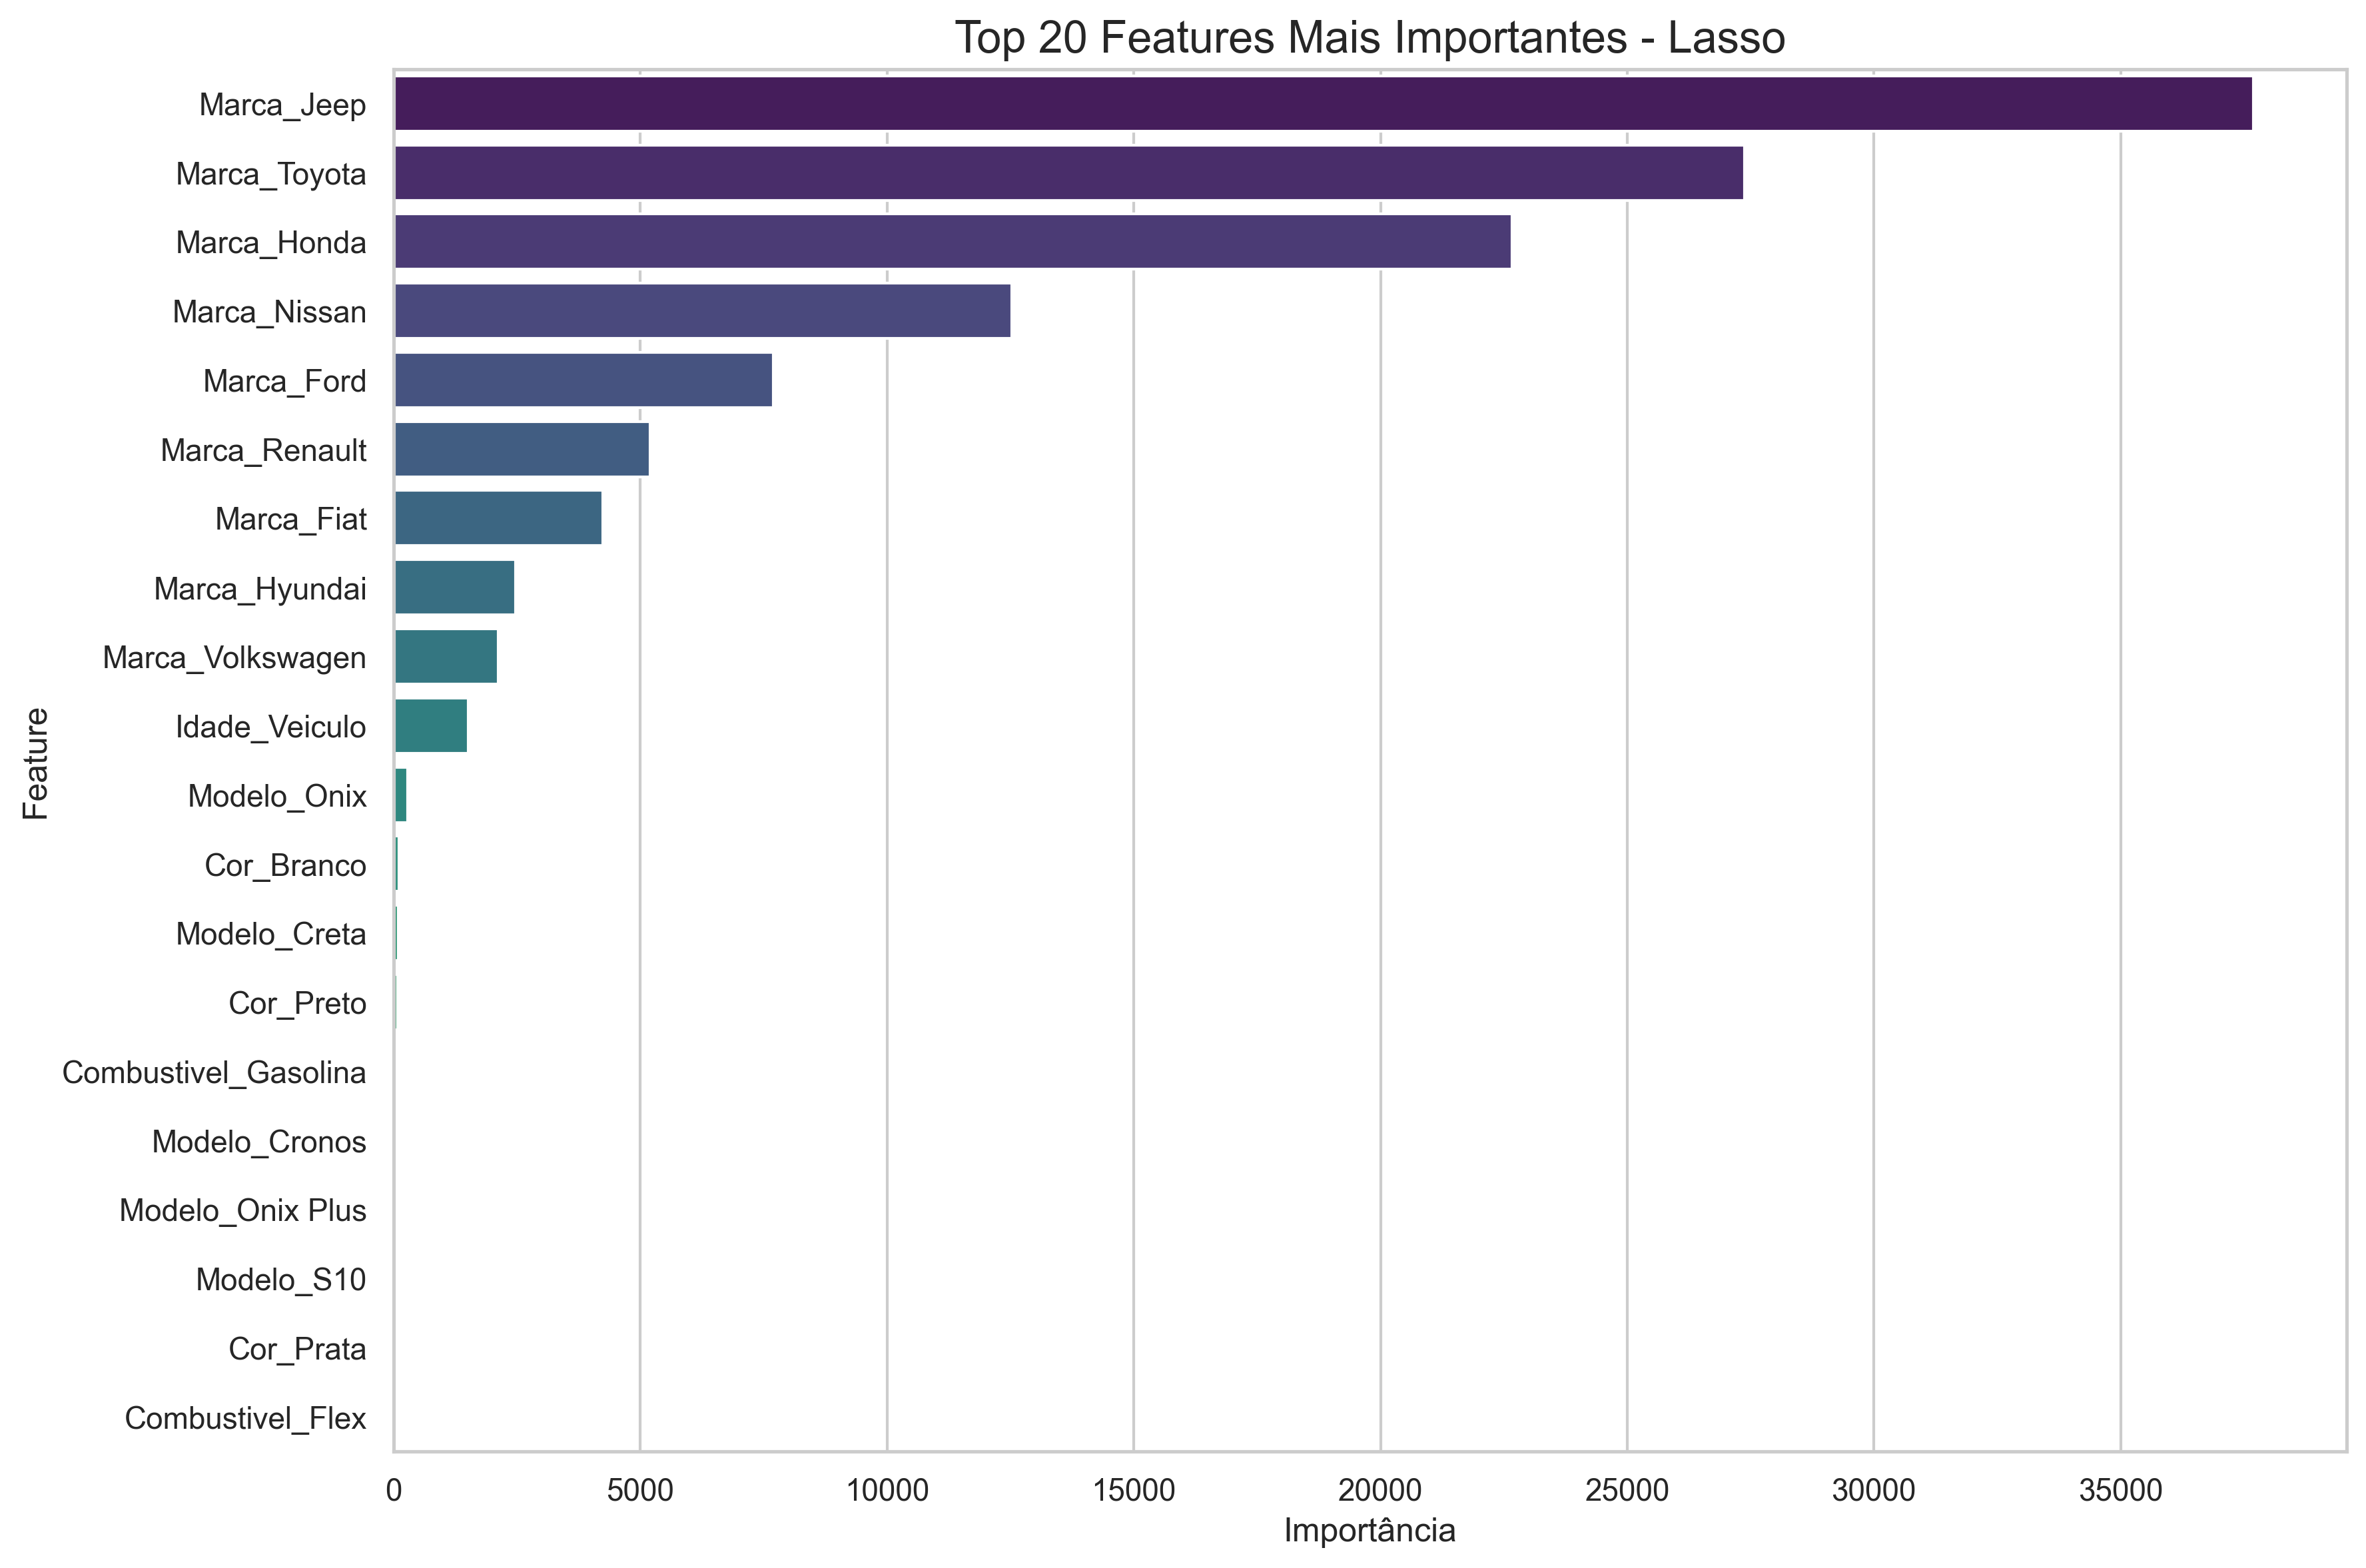 Top 20 Features Mais Importantes - Lasso
Feature
Marca_Jeep
Marca_Toyota
Marca_Honda
Marca_Nissan
Marca_Ford
Marca_Renault
Marca_Fiat
Marca_Hyundai
Marca_Volkswagen
Idade_Veiculo
Modelo_Onix
Cor_Branco
Modelo_Creta
Cor_Preto
Combustivel_Gasolina
Modelo_Cronos
Modelo_Onix Plus
Modelo_S10
Cor_Prata
Combustivel_Flex
0 5000 10000 15000 20000 25000 30000 35000
Importância